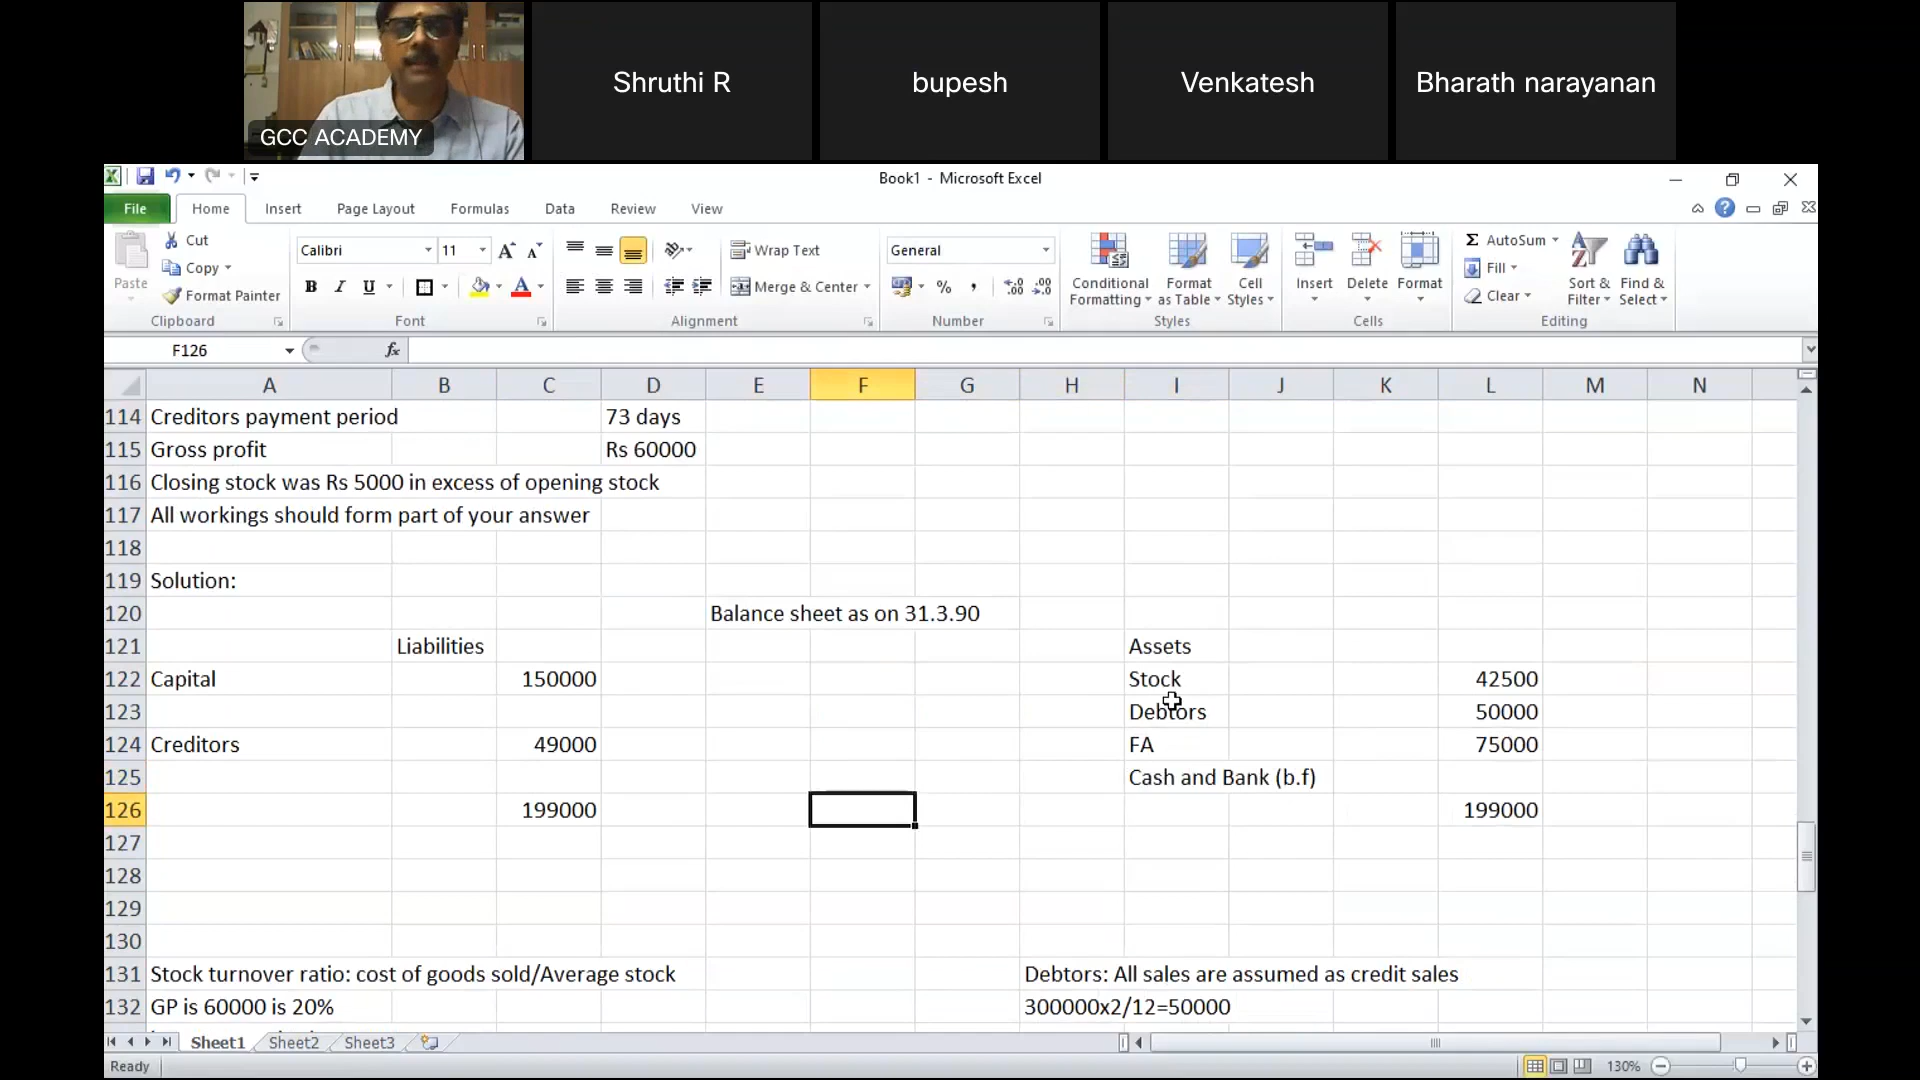 GCC ACADEMY
Shruthi R
bupesh
Venkatesh
Bharath narayanan
Book1 - Microsoft Excel
File Home Insert Page Layout Formulas Data Review View
Paste
Cut
Copy
Format Painter
Clipboard
Calibri 11
B I U
Font
Wrap Text
Merge & Center
Alignment
General
Number
Conditional Formatting
Format as Table
Cell Styles
Styles
Insert Delete Format
Cells
AutoSum
Fill
Clear
Sort & Filter
Find & Select
Editing
F126 fx
A B C D E F G H I J K L M N
114 Creditors payment period 73 days
115 Gross profit Rs 60000
116 Closing stock was Rs 5000 in excess of opening stock
117 All workings should form part of your answer
118
119 Solution:
120 Balance sheet as on 31.3.90
121 Liabilities Assets
122 Capital 150000 Stock 42500
123 Debtors 50000
124 Creditors 49000 FA 75000
125 Cash and Bank (b.f)
126 199000 199000
127
128
129
130
131 Stock turnover ratio: cost of goods sold/Average stock Debtors: All sales are assumed as credit sales
132 GP is 60000 is 20% 300000x2/12=50000
Sheet1 Sheet2 Sheet3
Ready 130%